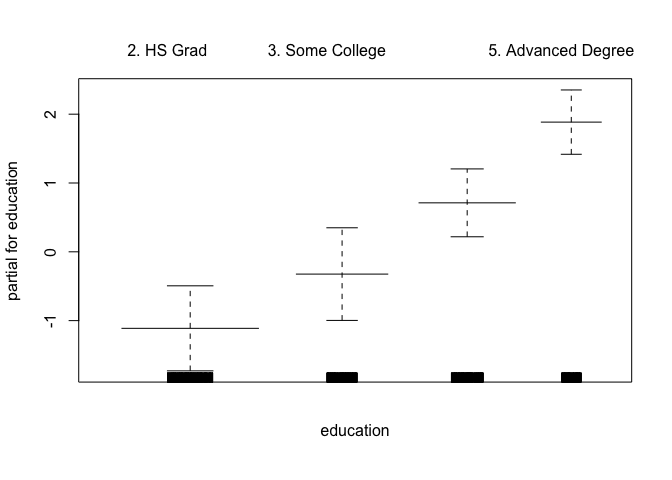 2. HS Grad 3. Some College 5. Advanced Degree
2
1
0
-1
partial for education
education